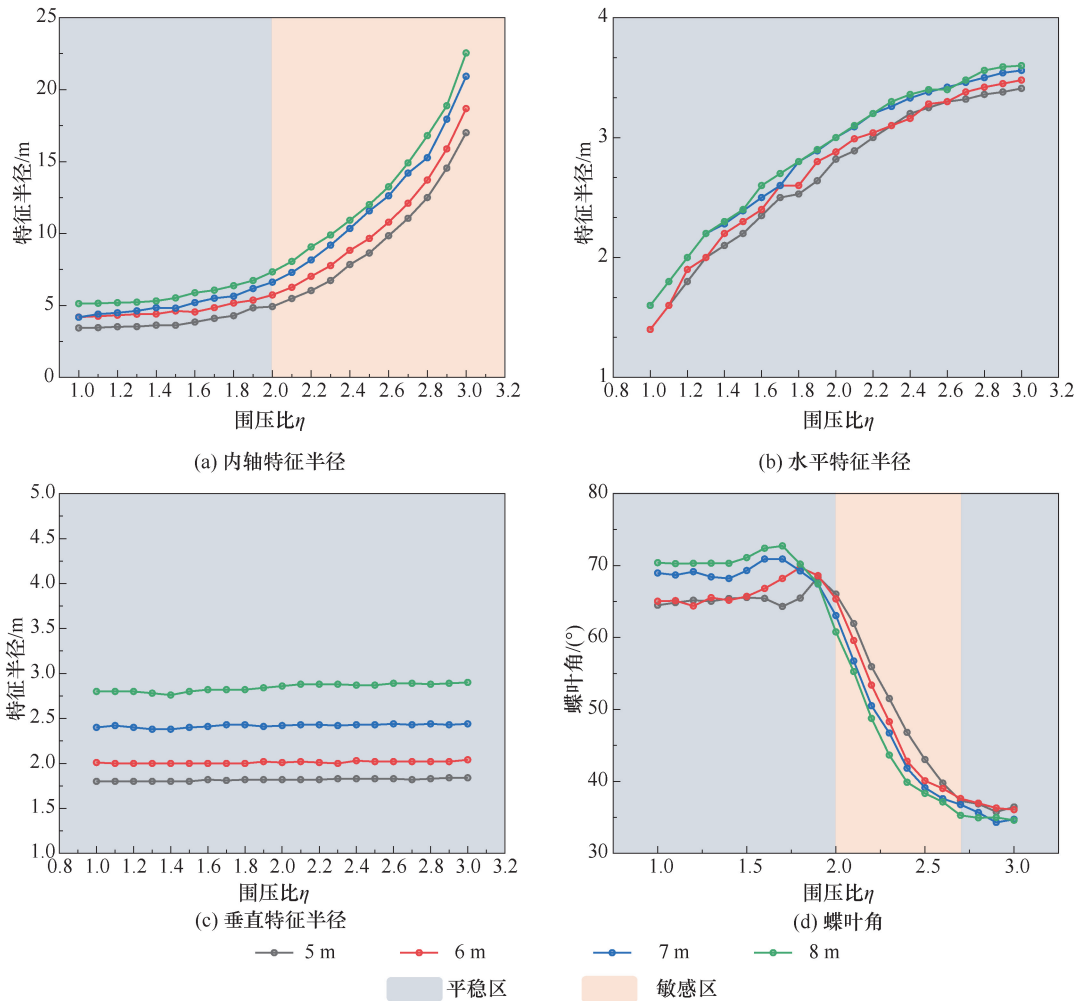 25
20
15
10
5
0
特征半径/m
1.0 1.2 1.4 1.6 1.8 2.0 2.2 2.4 2.6 2.8 3.0 3.2
围压比η
(a) 内轴特征半径
4
3
2
1
特征半径/m
0.8 1.0 1.2 1.4 1.6 1.8 2.0 2.2 2.4 2.6 2.8 3.0 3.2
围压比η
(b) 水平特征半径
5.0
4.5
4.0
3.5
3.0
2.5
2.0
1.5
1.0
特征半径/m
0.8 1.0 1.2 1.4 1.6 1.8 2.0 2.2 2.4 2.6 2.8 3.0 3.2
围压比η
(c) 垂直特征半径
80
70
60
50
40
30
蝶叶角/(°)
1.0 1.5 2.0 2.5 3.0
围压比η
(d) 蝶叶角
5 m 6 m 7 m 8 m
平稳区 敏感区